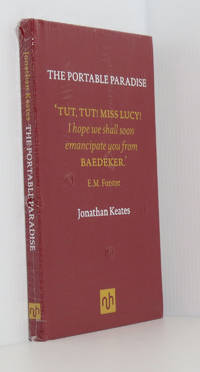 THE PORTABLE PARADISE
'TUT, TUT! MISS LUCY!
I hope we shall soon
emancipate you from
BAEDEKER.'
E.M. Forster
Jonathan Keates
Jonathan Keates THE PORTABLE PARADISE
nh